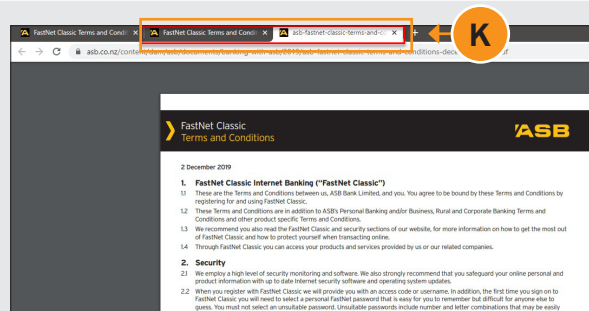 FastNet Classic Terms and Condit ×
FastNet Classic Terms and Condit ×
asb-fastnet-classic-terms-and-co ×
+
K
asb.co.nz/content/dam/asb/documents/banking-with-asb/2019/asb-fastnet-classic-terms-and-conditions-dece
FastNet Classic
Terms and Conditions
ASB
2 December 2019
1. FastNet Classic Internet Banking ("FastNet Classic")
1.1 These are the Terms and Conditions between us, ASB Bank Limited, and you. You agree to be bound by these Terms and Conditions by
registering for and using FastNet Classic.
1.2 These Terms and Conditions are in addition to ASB's Personal Banking and/or Business, Rural and Corporate Banking Terms and
Conditions and other product specific Terms and Conditions.
1.3 We recommend you also read the FastNet Classic and security sections of our website, for more information on how to get the most out
of FastNet Classic and how to protect yourself when transacting online.
1.4 Through FastNet Classic you can access your products and services provided by us or our related companies.
2. Security
2.1 We employ a high level of security monitoring and software. We also strongly recommend that you safeguard your online personal and
product information with up to date Internet security software and operating system updates.
2.2 When you register with FastNet Classic we will provide you with an access code or username. In addition, the first time you sign on to
FastNet Classic you will need to select a personal FastNet password that is easy for you to remember but difficult for anyone else to
guess. You must not select an unsuitable password. Unsuitable passwords include number and letter combinations that may be easily